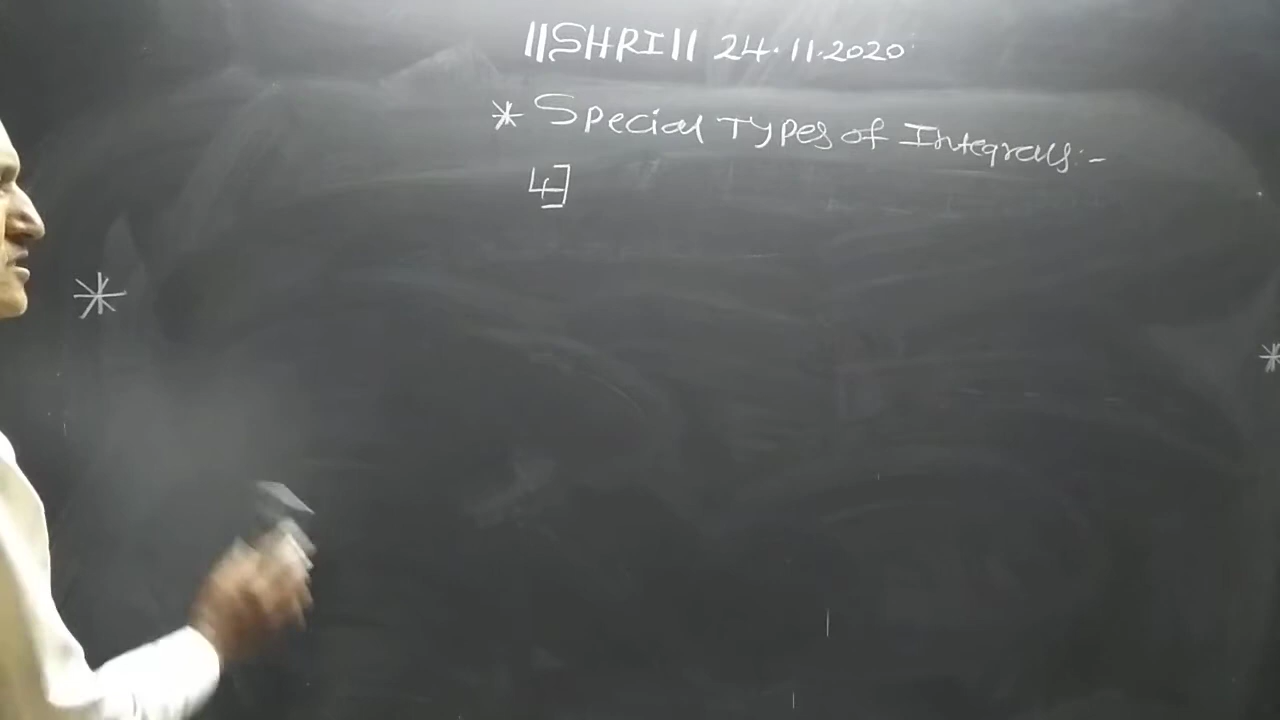 ||SHRI|| 24.11.2020
* Special Types of Integrals:-
4]
*
*